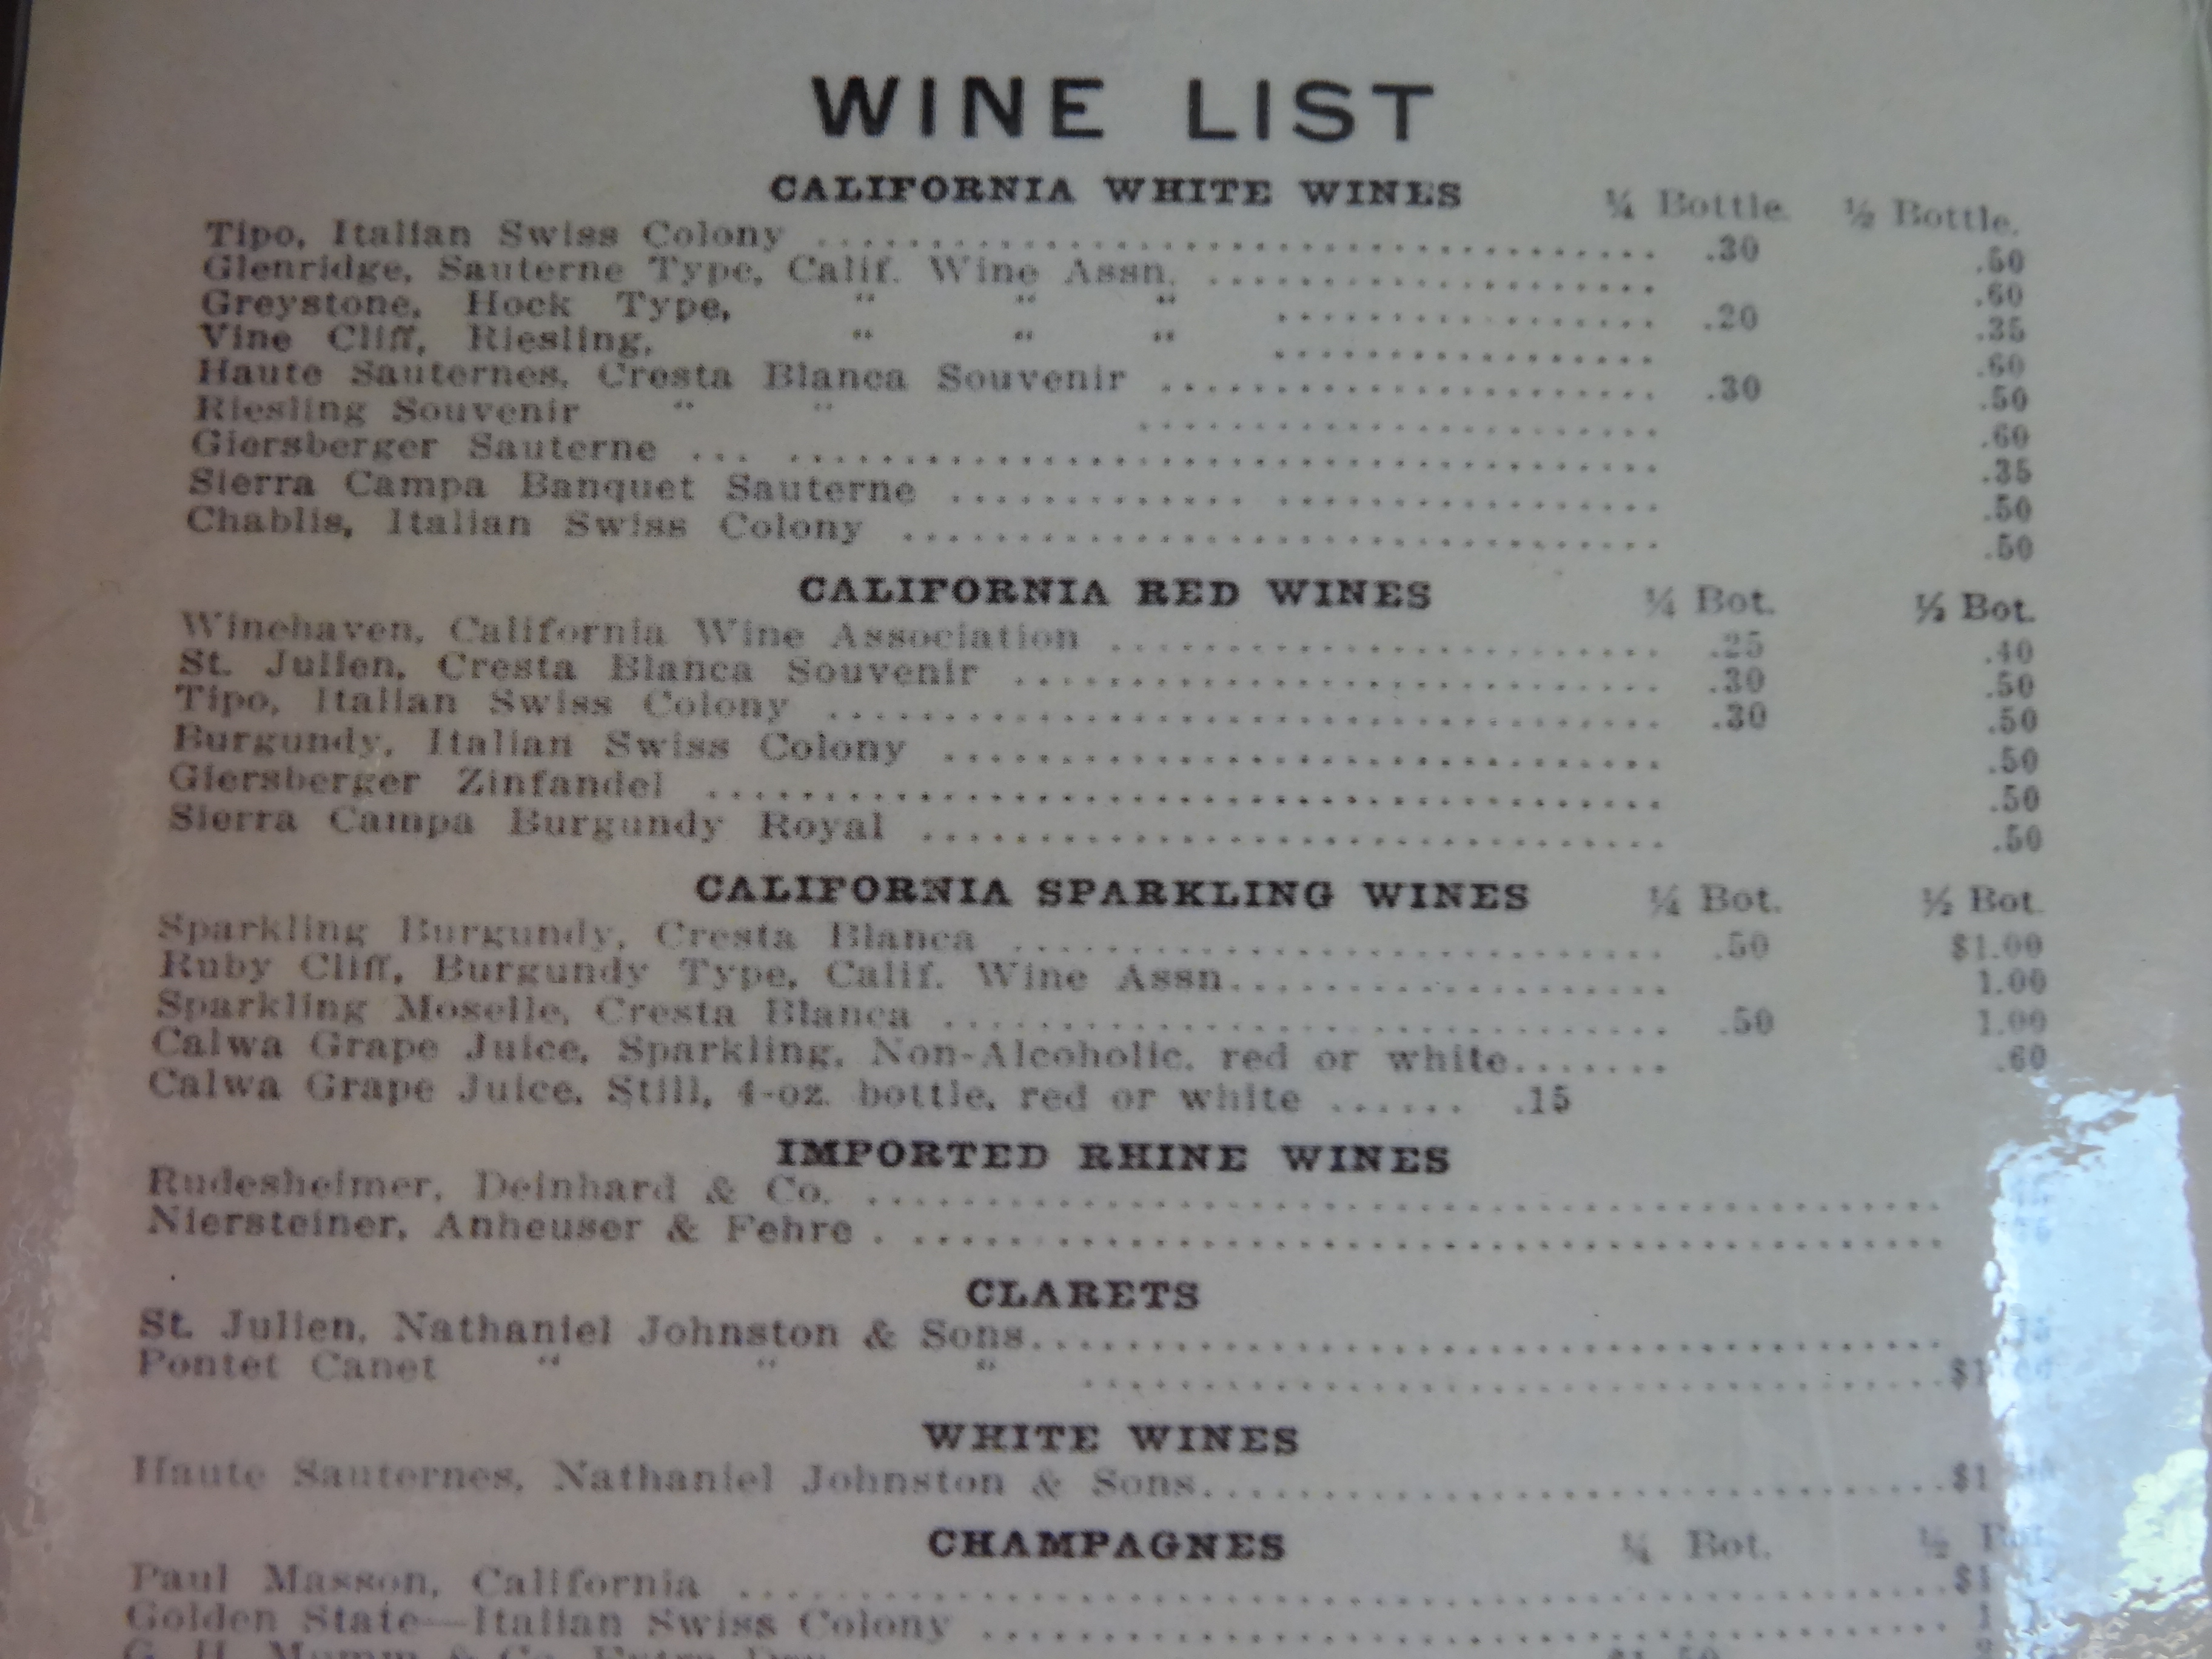 WINE LIST
CALIFORNIA WHITE WINES ¼ Bottle. ½ Bottle.
Tipo, Italian Swiss Colony .30 .50
Glenridge, Sauterne Type, Calif. Wine Assn. .60
Greystone, Hock Type, " " " .20 .35
Vine Cliff, Riesling, " " " .60
Haute Sauternes, Cresta Blanca Souvenir .30 .50
Riesling Souvenir " " .60
Giersberger Sauterne .35
Sierra Campa Banquet Sauterne .50
Chablis, Italian Swiss Colony .50
CALIFORNIA RED WINES ¼ Bot. ½ Bot.
Winehaven, California Wine Association .25 .40
St. Julien, Cresta Blanca Souvenir .30 .50
Tipo, Italian Swiss Colony .30 .50
Burgundy, Italian Swiss Colony .50
Giersberger Zinfandel .50
Sierra Campa Burgundy Royal .50
CALIFORNIA SPARKLING WINES ¼ Bot. ½ Bot.
Sparkling Burgundy, Cresta Blanca .50 $1.00
Ruby Cliff, Burgundy Type, Calif. Wine Assn. 1.00
Sparkling Moselle, Cresta Blanca .50 1.00
Calwa Grape Juice, Sparkling, Non-Alcoholic, red or white .60
Calwa Grape Juice, Still, 4-oz. bottle, red or white .15
IMPORTED RHINE WINES
Rudesheimer, Deinhard & Co.
Niersteiner, Anheuser & Fehre
CLARETS
St. Julien, Nathaniel Johnston & Sons
Pontet Canet " " "
WHITE WINES
Haute Sauternes, Nathaniel Johnston & Sons
CHAMPAGNES ¼ Bot. ½ Bot.
Paul Masson, California
Golden State—Italian Swiss Colony
G. H. Mumm & Co. Extra Dry